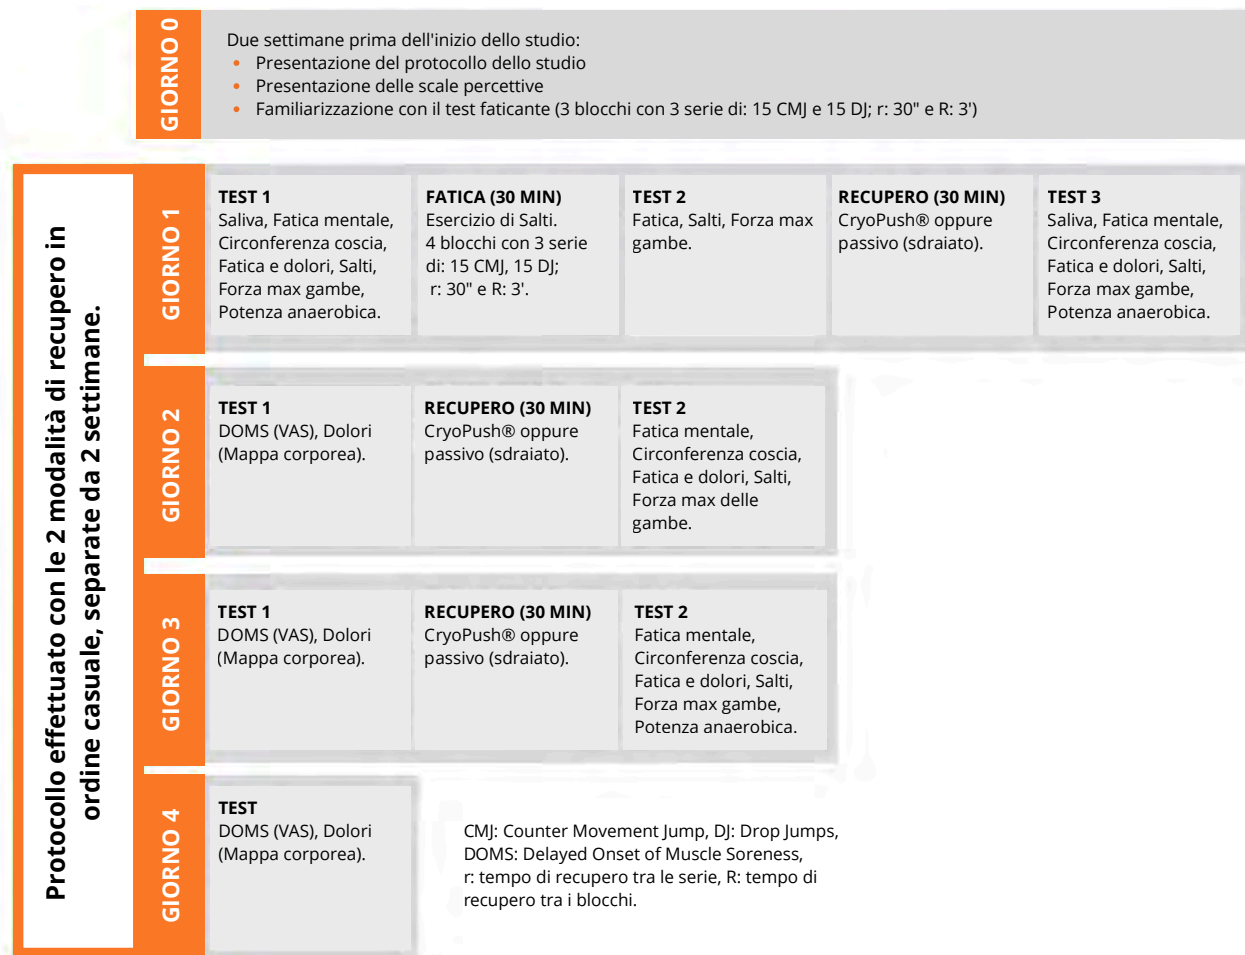 GIORNO 0
Due settimane prima dell'inizio dello studio:
• Presentazione del protocollo dello studio
• Presentazione delle scale percettive
• Familiarizzazione con il test faticante (3 blocchi con 3 serie di: 15 CMJ e 15 DJ; r: 30" e R: 3')
Protocollo effettuato con le 2 modalità di recupero in
ordine casuale, separate da 2 settimane.
GIORNO 1
TEST 1
Saliva, Fatica mentale,
Circonferenza coscia,
Fatica e dolori, Salti,
Forza max gambe,
Potenza anaerobica.
FATICA (30 MIN)
Esercizio di Salti.
4 blocchi con 3 serie
di: 15 CMJ, 15 DJ;
r: 30" e R: 3'.
TEST 2
Fatica, Salti, Forza max
gambe.
RECUPERO (30 MIN)
CryoPush® oppure
passivo (sdraiato).
TEST 3
Saliva, Fatica mentale,
Circonferenza coscia,
Fatica e dolori, Salti,
Forza max gambe,
Potenza anaerobica.
GIORNO 2
TEST 1
DOMS (VAS), Dolori
(Mappa corporea).
RECUPERO (30 MIN)
CryoPush® oppure
passivo (sdraiato).
TEST 2
Fatica mentale,
Circonferenza coscia,
Fatica e dolori, Salti,
Forza max delle
gambe.
GIORNO 3
TEST 1
DOMS (VAS), Dolori
(Mappa corporea).
RECUPERO (30 MIN)
CryoPush® oppure
passivo (sdraiato).
TEST 2
Fatica mentale,
Circonferenza coscia,
Fatica e dolori, Salti,
Forza max gambe,
Potenza anaerobica.
GIORNO 4
TEST
DOMS (VAS), Dolori
(Mappa corporea).
CMJ: Counter Movement Jump, DJ: Drop Jumps,
DOMS: Delayed Onset of Muscle Soreness,
r: tempo di recupero tra le serie, R: tempo di
recupero tra i blocchi.